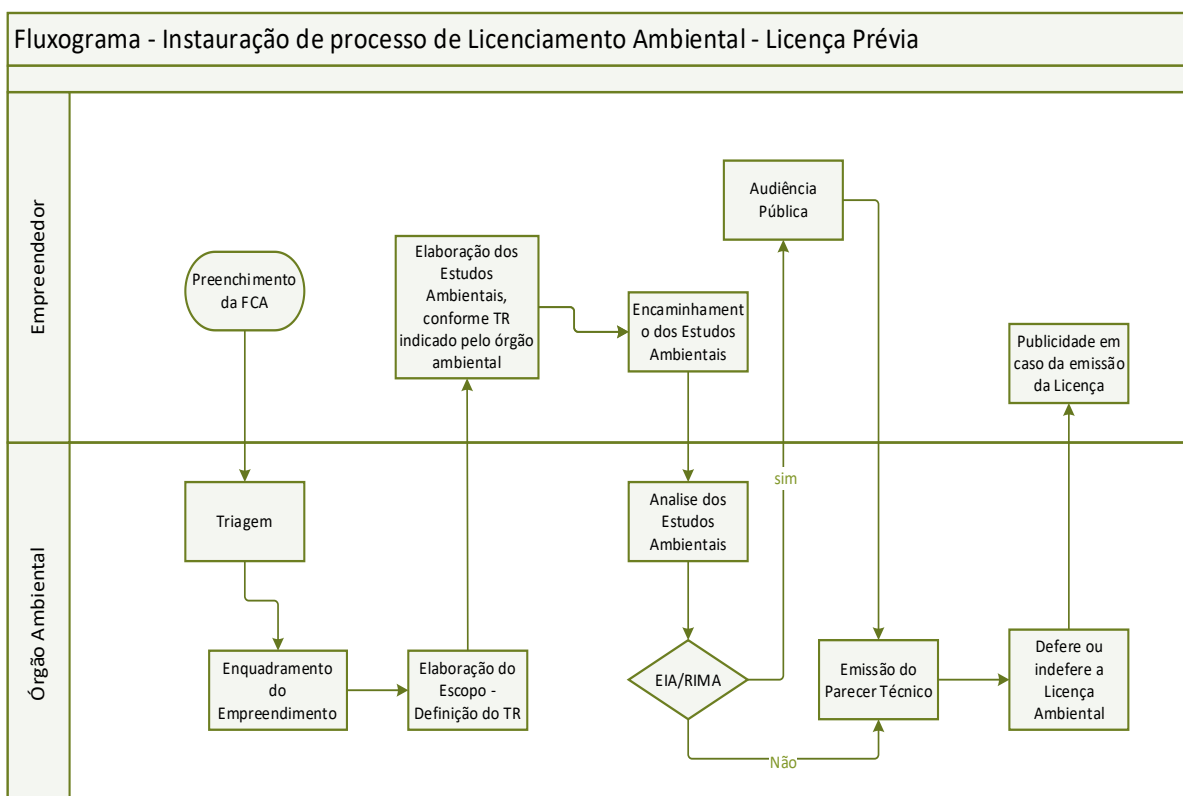 Fluxograma - Instauração de processo de Licenciamento Ambiental - Licença Prévia
Empreendedor
Preenchimento
da FCA
Elaboração dos
Estudos
Ambientais,
conforme TR
indicado pelo órgão
ambiental
Encaminhament
o dos Estudos
Ambientais
Audiência
Pública
Publicidade em
caso da emissão
da Licença
Órgão Ambiental
Triagem
Enquadramento
do
Empreendimento
Elaboração do
Escopo -
Definição do TR
Analise dos
Estudos
Ambientais
sim
EIA/RIMA
Não
Emissão do
Parecer Técnico
Defere ou
indefere a
Licença
Ambiental